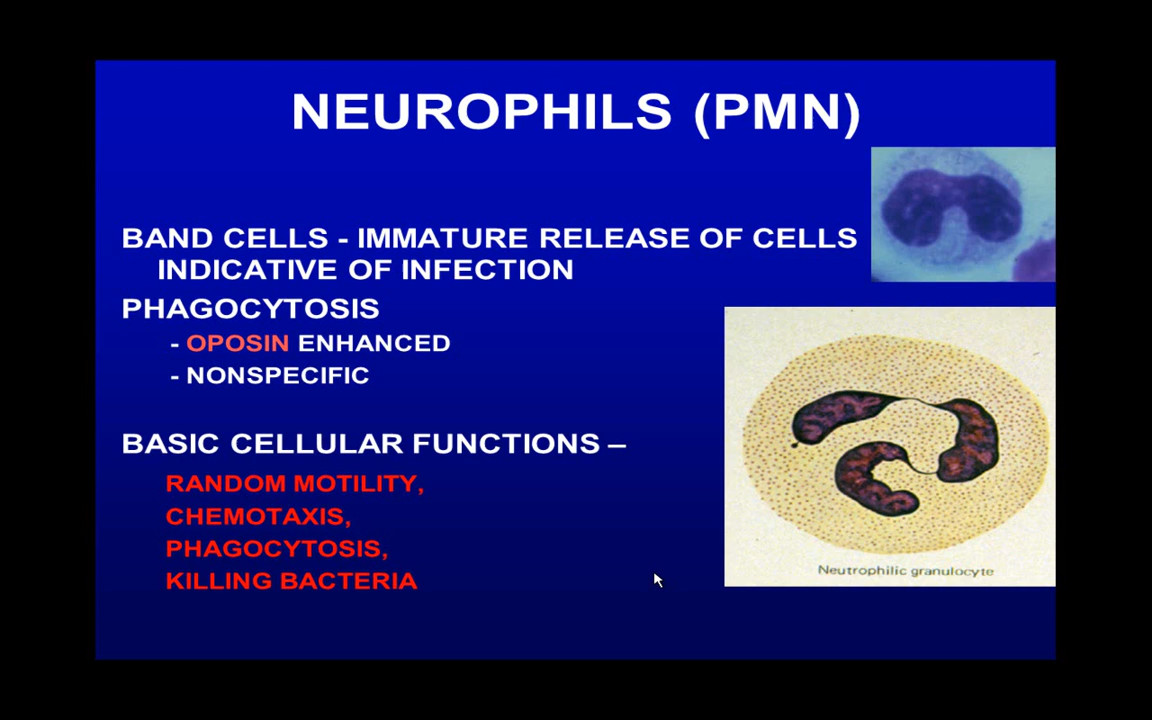 NEUROPHILS (PMN)
BAND CELLS - IMMATURE RELEASE OF CELLS
INDICATIVE OF INFECTION
PHAGOCYTOSIS
- OPOSIN ENHANCED
- NONSPECIFIC
BASIC CELLULAR FUNCTIONS –
RANDOM MOTILITY,
CHEMOTAXIS,
PHAGOCYTOSIS,
KILLING BACTERIA
Neutrophilic granulocyte